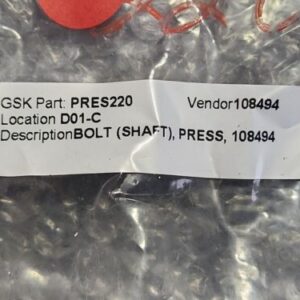 GSK Part: PRES220 Vendor108494
Location D01-C
DescriptionBOLT (SHAFT), PRESS, 108494